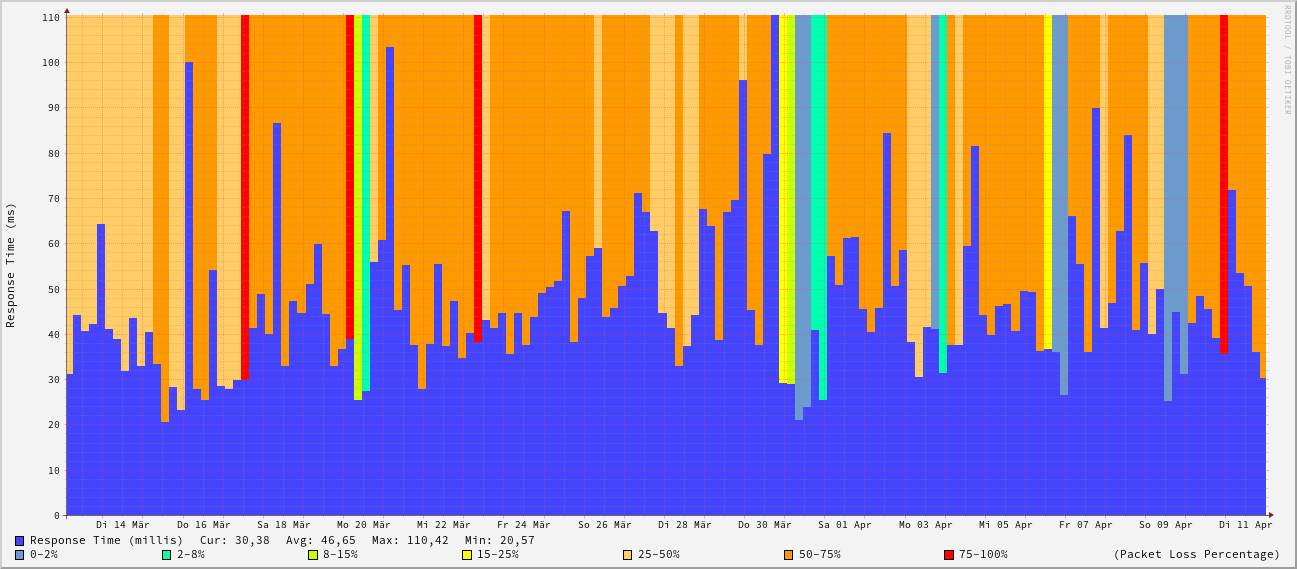 RRDTOOL / TOBI OETIKER
Response Time (ms)
110
100
90
80
70
60
50
40
30
20
10
0
Di 14 Mär Do 16 Mär Sa 18 Mär Mo 20 Mär Mi 22 Mär Fr 24 Mär So 26 Mär Di 28 Mär Do 30 Mär Sa 01 Apr Mo 03 Apr Mi 05 Apr Fr 07 Apr So 09 Apr Di 11 Apr
Response Time (millis) Cur: 30,38 Avg: 46,65 Max: 110,42 Min: 20,57
0-2% 2-8% 8-15% 15-25% 25-50% 50-75% 75-100% (Packet Loss Percentage)